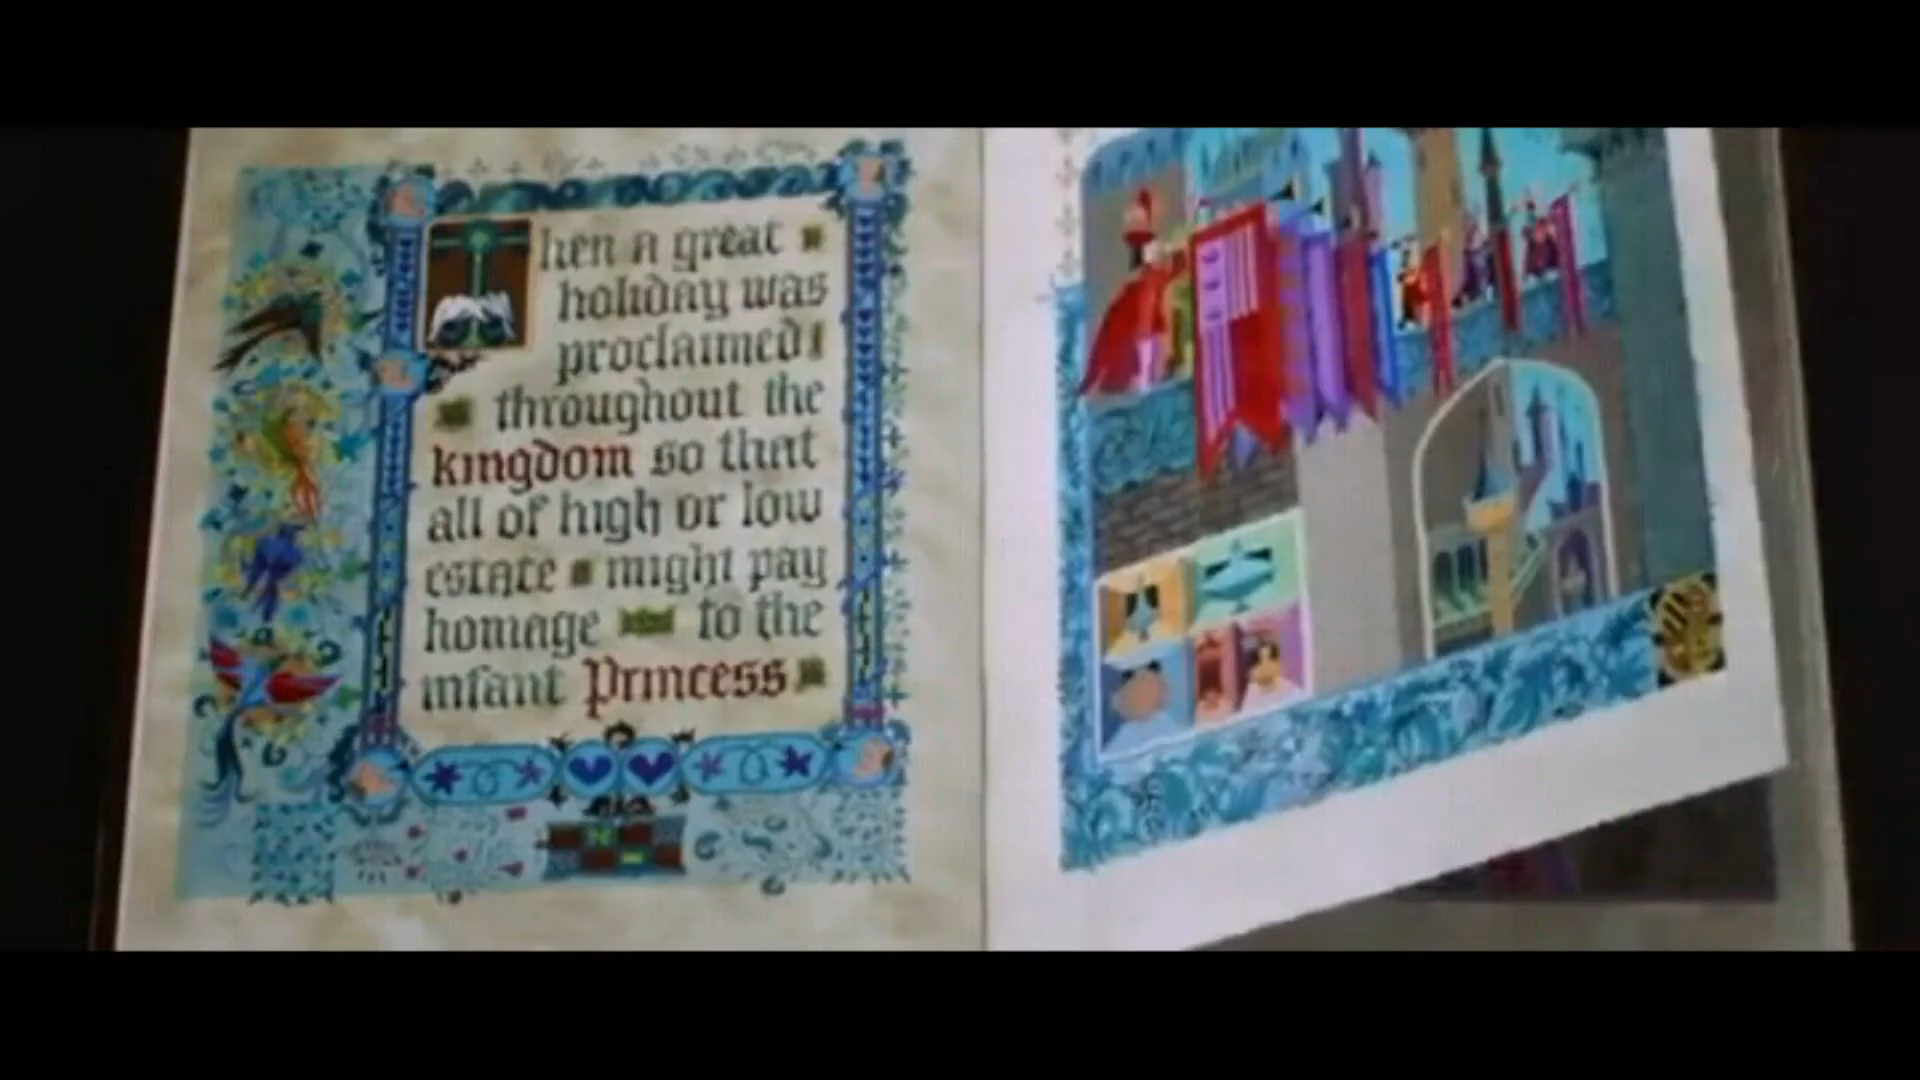 Then a great
holiday was
proclaimed
throughout the
kingdom so that
all of high or low
estate might pay
homage to the
infant Princess